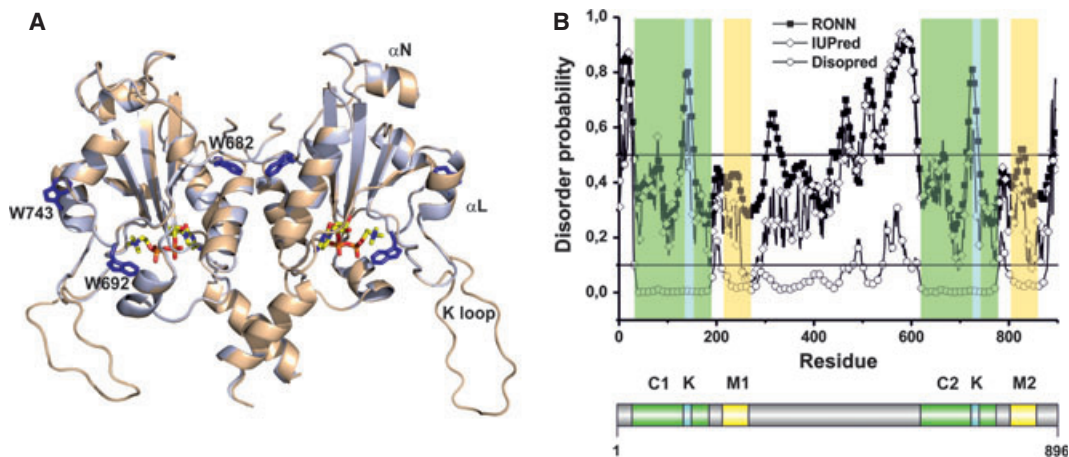 A
αN
W682
W743
αL
W692
K loop
B
Disorder probability
1,0
0,8
0,6
0,4
0,2
0,0
RONN
IUPred
Disopred
0 200 400 600 800
Residue
C1 K M1 C2 K M2
1 896